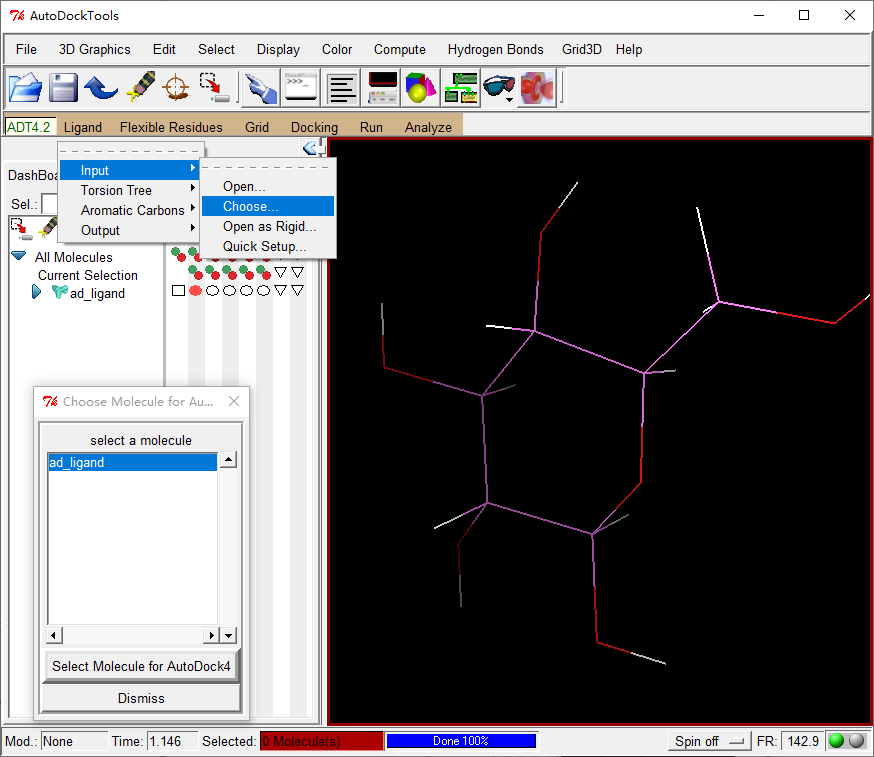 AutoDockTools
File 3D Graphics Edit Select Display Color Compute Hydrogen Bonds Grid3D Help
ADT4.2 Ligand Flexible Residues Grid Docking Run Analyze
Input
Torsion Tree
Aromatic Carbons
Output
Open...
Choose...
Open as Rigid...
Quick Setup...
DashBoa
Sel.:
All Molecules
Current Selection
ad_ligand
Choose Molecule for Au...
select a molecule
ad_ligand
Select Molecule for AutoDock4
Dismiss
Mod.: None Time: 1.146 Selected: 0 Molecule(s) Done 100% Spin off FR: 142.9